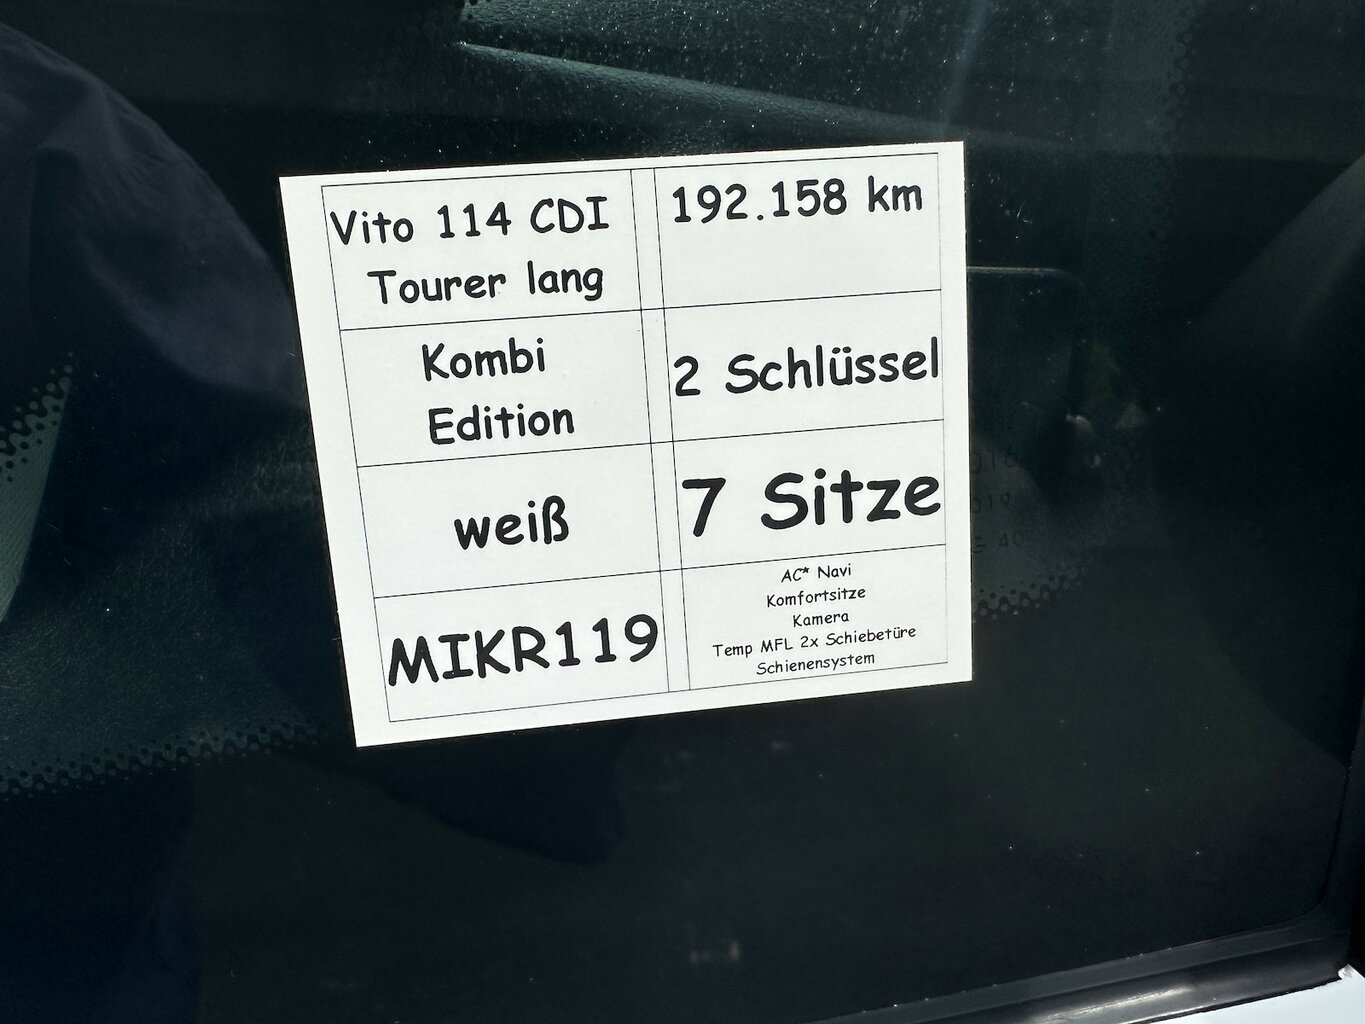 Vito 114 CDI
Tourer lang
192.158 km
Kombi
Edition
2 Schlüssel
weiß
7 Sitze
MIKR119
AC* Navi
Komfortsitze
Kamera
Temp MFL 2x Schiebetüre
Schienensystem
40